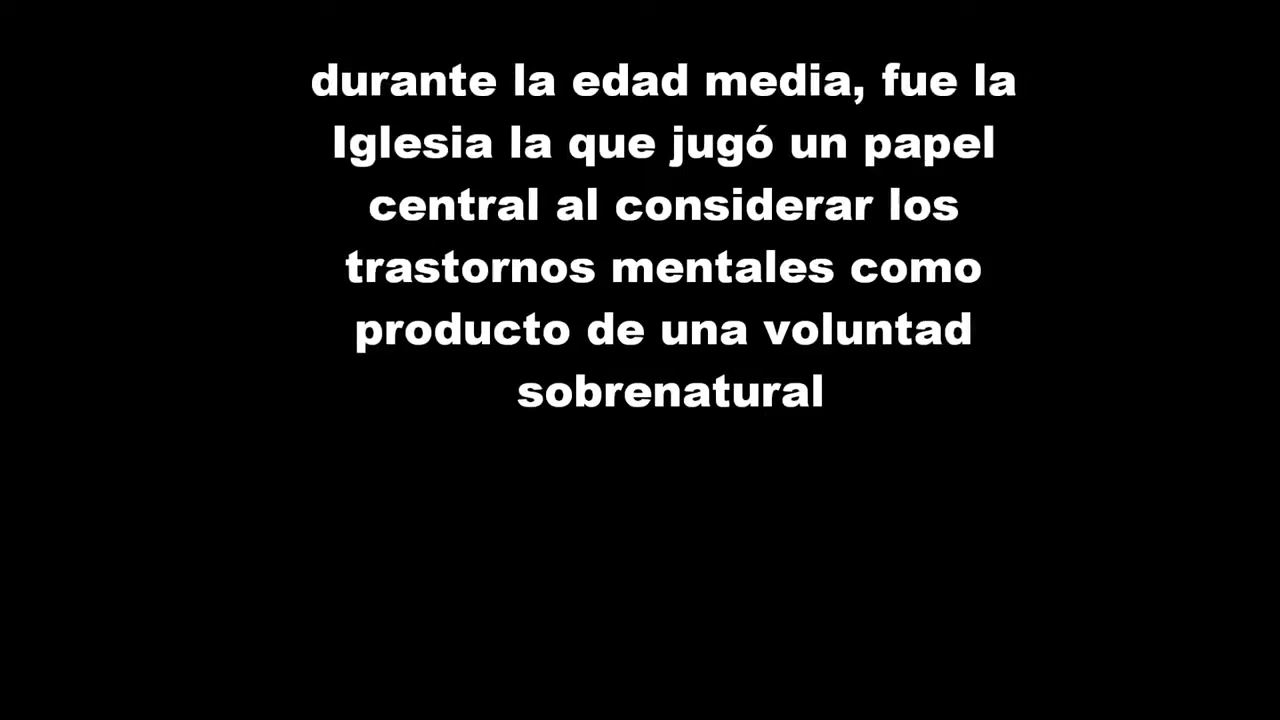 durante la edad media, fue la
Iglesia la que jugó un papel
central al considerar los
trastornos mentales como
producto de una voluntad
sobrenatural